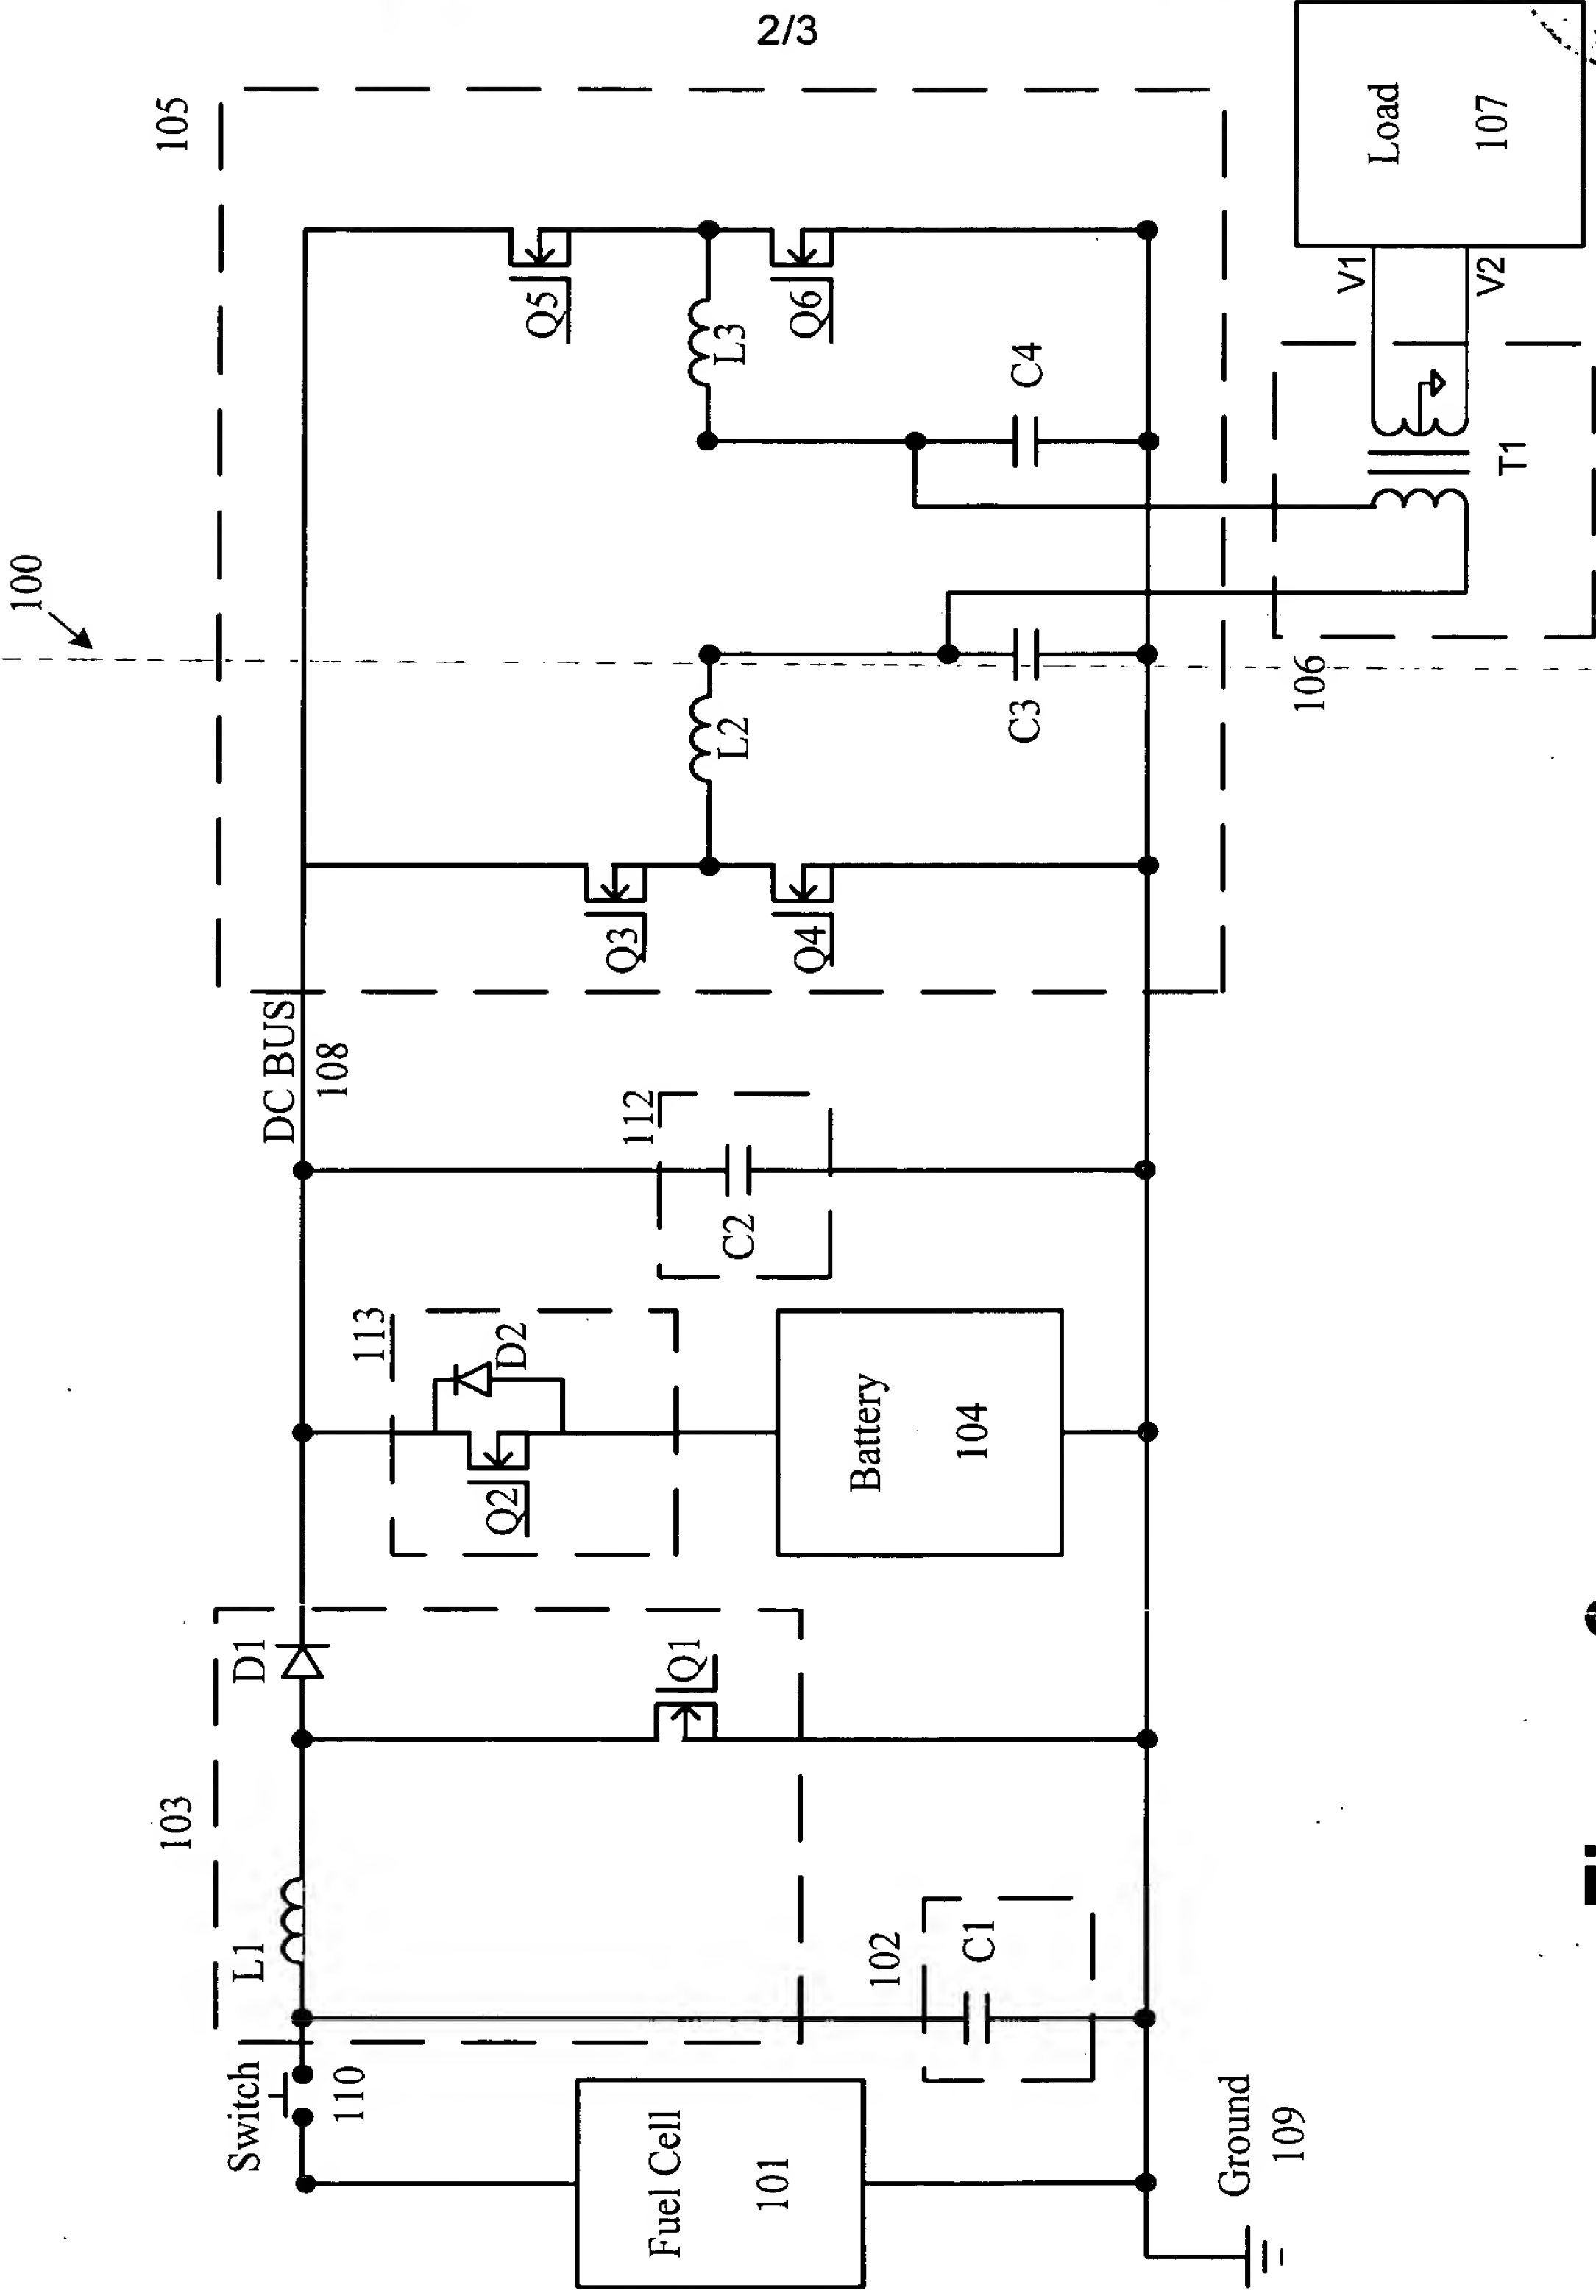 2/3
100
105
103
Switch
110
L1
D1
Q1
102
C1
Fuel Cell
101
Ground
109
113
Q2
D2
Battery
104
DC BUS
108
112
C2
Q3
Q4
L2
C3
Q5
Q6
L3
C4
106
T1
V1
V2
Load
107